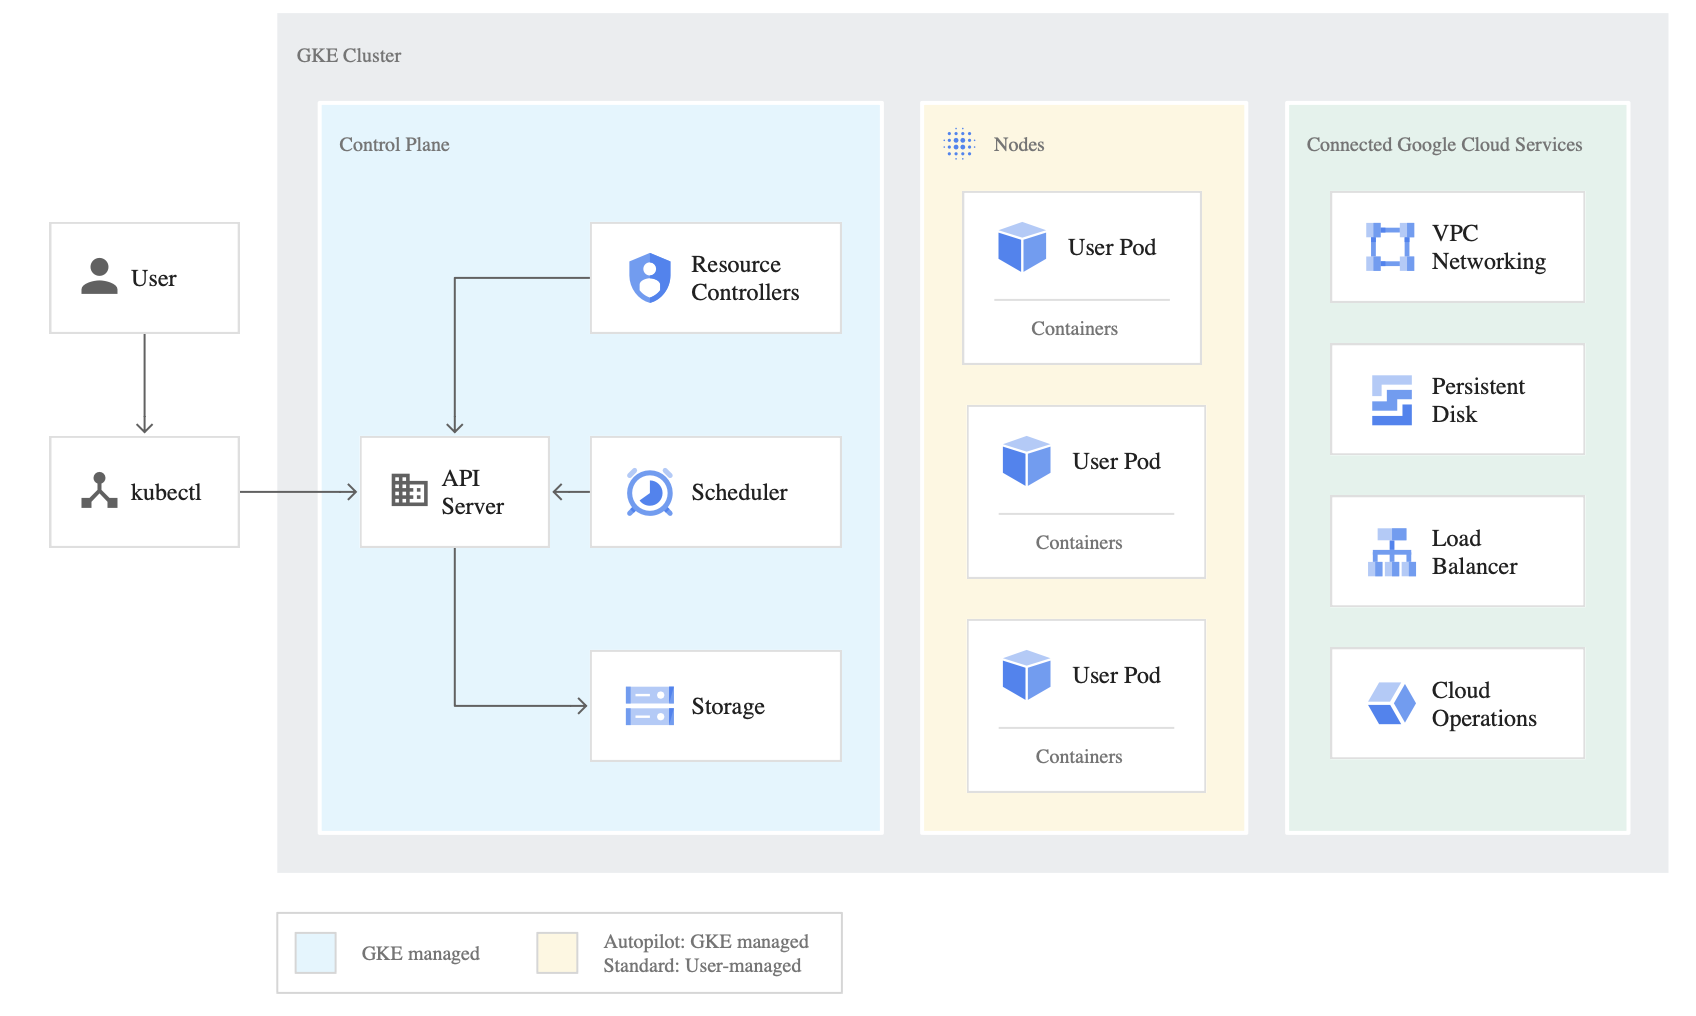 GKE Cluster
Control Plane
User
kubectl
Resource
Controllers
API
Server
Scheduler
Storage
Nodes
User Pod
Containers
User Pod
Containers
User Pod
Containers
Connected Google Cloud Services
VPC
Networking
Persistent
Disk
Load
Balancer
Cloud
Operations
GKE managed
Autopilot: GKE managed
Standard: User-managed